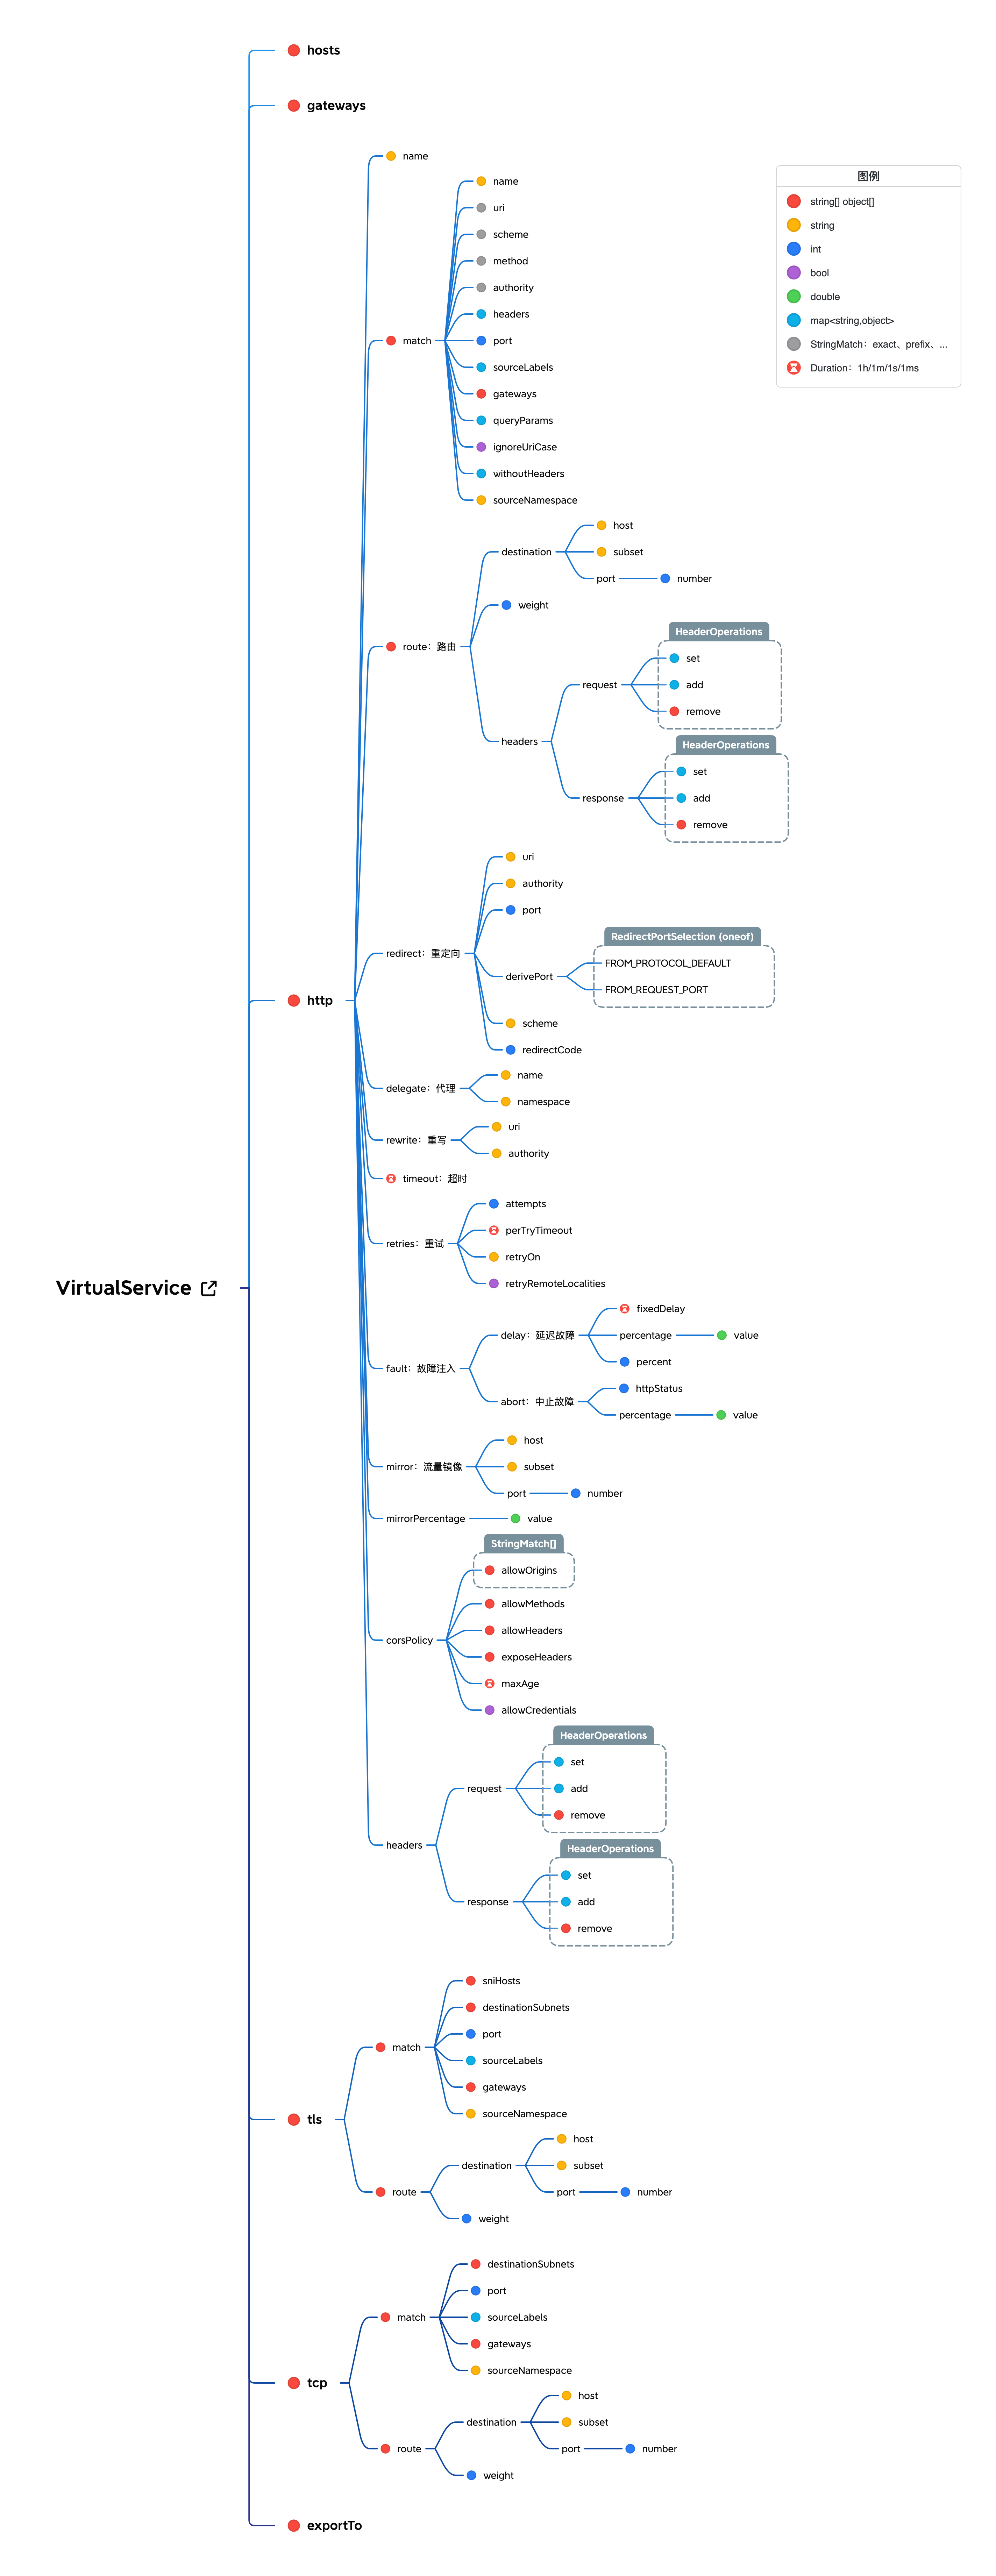 hosts
gateways
name
name
uri
scheme
method
authority
headers
match
port
sourceLabels
gateways
queryParams
ignoreUriCase
withoutHeaders
sourceNamespace
图例
string[] object[]
string
int
bool
double
map<string,object>
StringMatch：exact、prefix、...
Duration：1h/1m/1s/1ms
host
destination
subset
port
number
weight
route：路由
HeaderOperations
set
request
add
remove
headers
HeaderOperations
set
response
add
remove
uri
authority
port
redirect：重定向
RedirectPortSelection (oneof)
FROM_PROTOCOL_DEFAULT
derivePort
FROM_REQUEST_PORT
scheme
redirectCode
http
name
delegate：代理
namespace
uri
rewrite：重写
authority
timeout：超时
attempts
perTryTimeout
retries：重试
retryOn
retryRemoteLocalities
VirtualService
fixedDelay
delay：延迟故障
percentage
value
percent
fault：故障注入
httpStatus
abort：中止故障
percentage
value
host
mirror：流量镜像
subset
port
number
mirrorPercentage
value
StringMatch[]
allowOrigins
allowMethods
allowHeaders
corsPolicy
exposeHeaders
maxAge
allowCredentials
HeaderOperations
set
request
add
remove
headers
HeaderOperations
set
response
add
remove
sniHosts
destinationSubnets
port
match
sourceLabels
gateways
sourceNamespace
tls
host
destination
subset
port
number
route
weight
destinationSubnets
port
match
sourceLabels
gateways
sourceNamespace
tcp
host
destination
subset
port
number
route
weight
exportTo